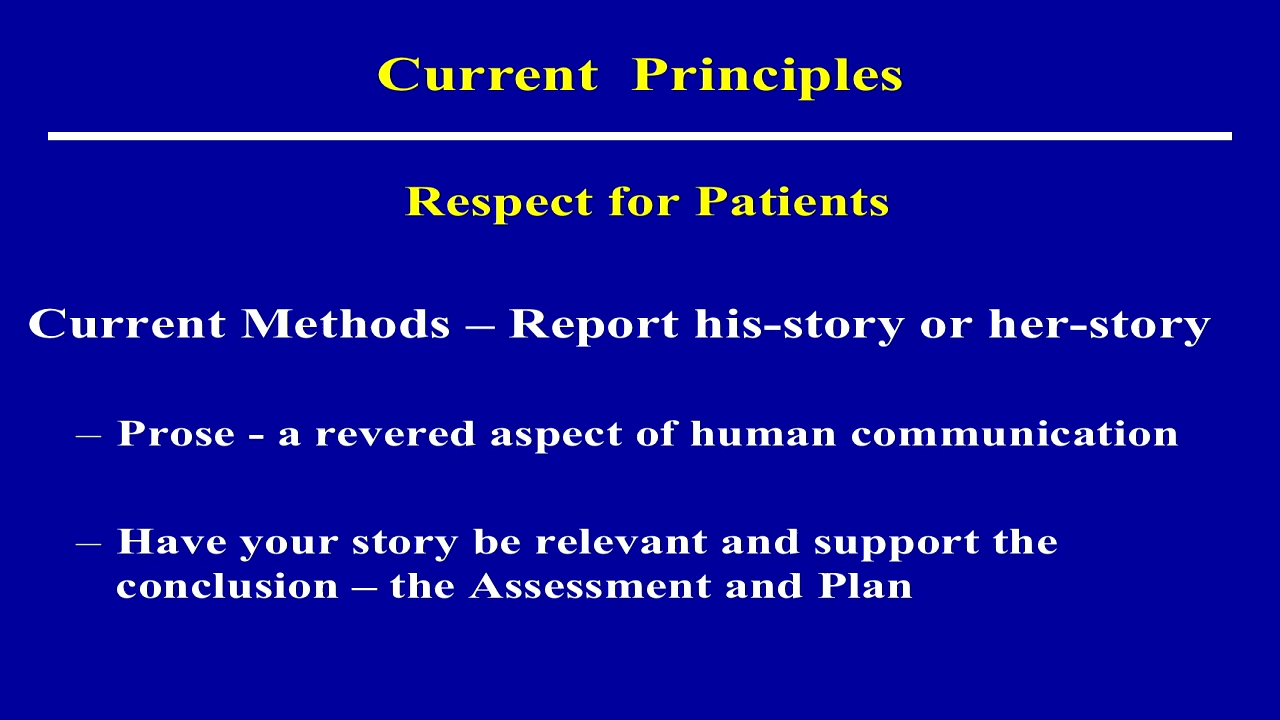 Current Principles
Respect for Patients
Current Methods – Report his-story or her-story
– Prose - a revered aspect of human communication
– Have your story be relevant and support the
conclusion – the Assessment and Plan